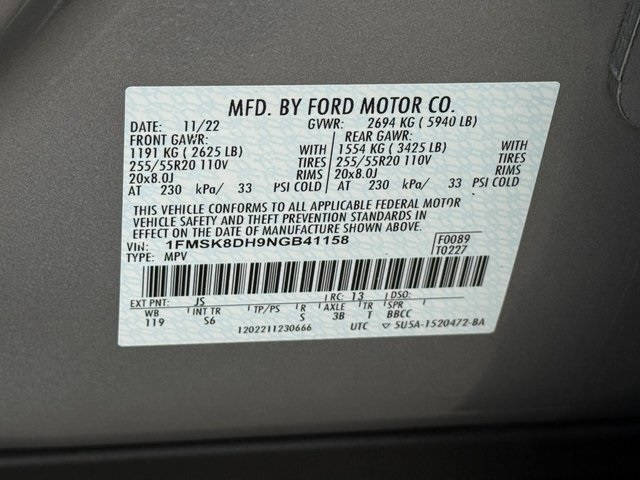 MFD. BY FORD MOTOR CO.
DATE: 11/22 GVWR: 2694 KG ( 5940 LB)
FRONT GAWR: REAR GAWR:
1191 KG ( 2625 LB) WITH 1554 KG ( 3425 LB) WITH
255/55R20 110V TIRES 255/55R20 110V TIRES
20x8.0J RIMS 20x8.0J RIMS
AT 230 kPa/ 33 PSI COLD AT 230 kPa/ 33 PSI COLD
THIS VEHICLE CONFORMS TO ALL APPLICABLE FEDERAL MOTOR
VEHICLE SAFETY AND THEFT PREVENTION STANDARDS IN
EFFECT ON THE DATE OF MANUFACTURE SHOWN ABOVE.
VIN: 1FMSK8DH9NGB41158 F0089
TYPE: MPV T0227
EXT PNT: JS RC: 13 DSO:
WB INT TR TP/PS R AXLE TR SPR
119 S6 S 3B T BBCC
1202211230666 UTC 5U5A-1520472-BA